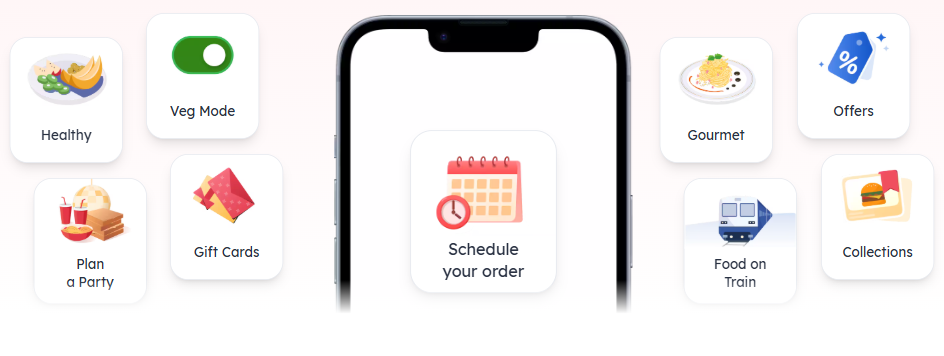 Healthy
Veg Mode
Plan
a Party
Gift Cards
Schedule
your order
Gourmet
%
Offers
Food on
Train
Collections